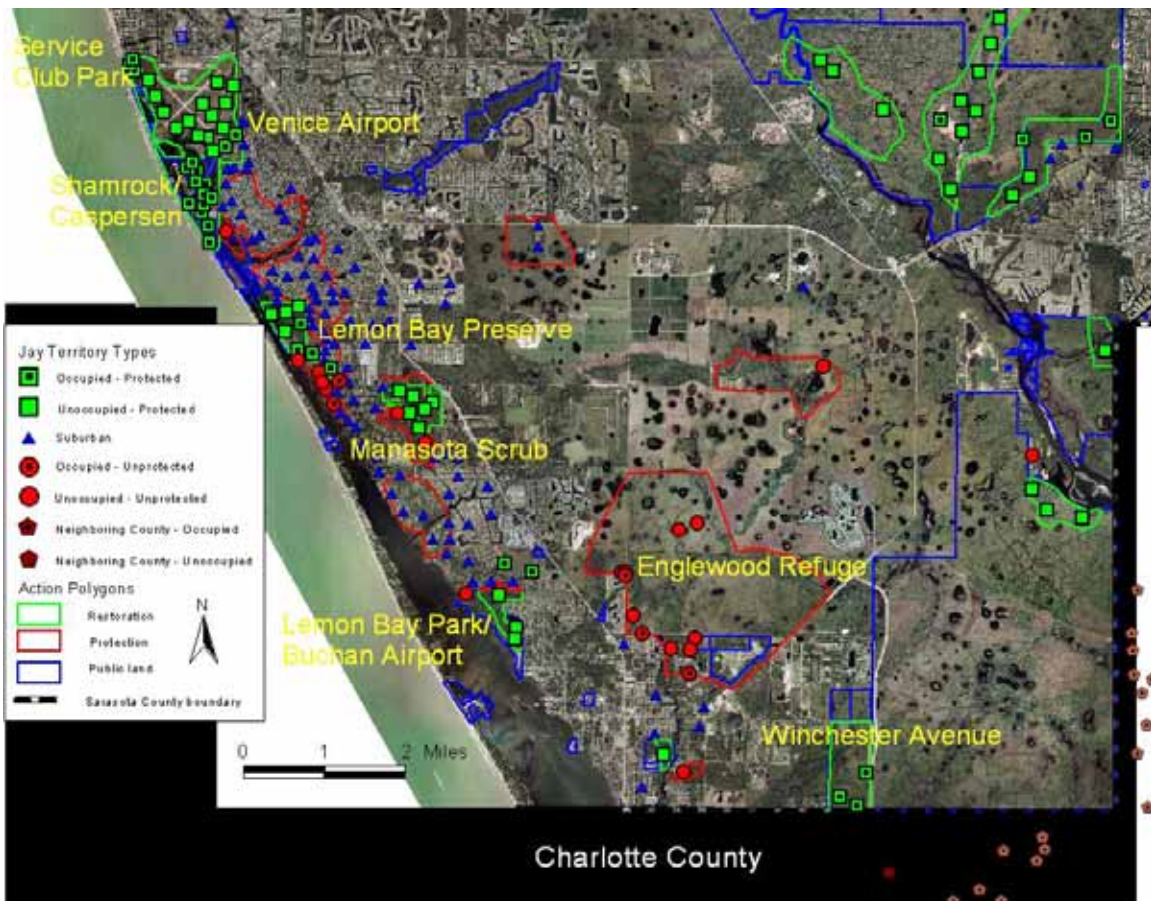 Service
Club Park
Venice Airport
Shamrock/
Caspersen
Lemon Bay Preserve
Manasota Scrub
Englewood Refuge
Lemon Bay Park/
Buchan Airport
Winchester Avenue
Charlotte County
Jay Territory Types
Occupied - Protected
Unoccupied - Protected
Suburban
Occupied - Unprotected
Unoccupied - Unprotected
Neighboring County - Occupied
Neighboring County - Unoccupied
Action Polygons
Restoration
Protection
Public land
Sarasota County boundary
N
0 1 2 Miles